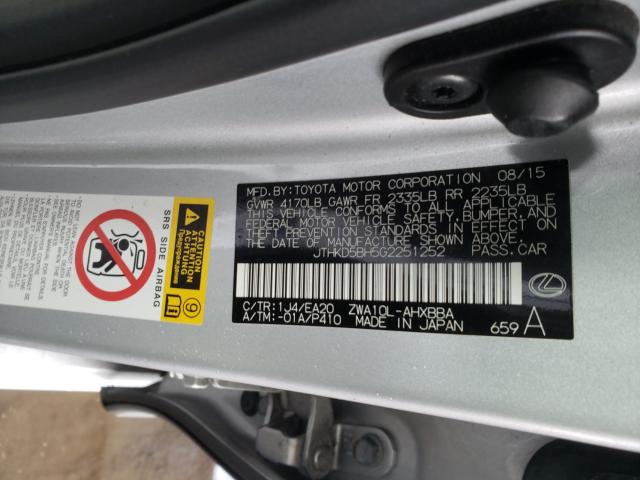 MFD.BY:TOYOTA MOTOR CORPORATION 08/15
GVWR 4170LB GAWR FR 2335LB RR 2235LB
THIS VEHICLE CONFORMS TO ALL APPLICABLE
FEDERAL MOTOR VEHICLE SAFETY, BUMPER, AND
THEFT PREVENTION STANDARDS IN EFFECT ON
THE DATE OF MANUFACTURE SHOWN ABOVE.
JTHKD5BH5G2251252 PASS.CAR
C/TR:1J4/EA20 ZWA10L-AHXBBA
A/TM:-01A/P410 MADE IN JAPAN
659 A
SRS SIDE AIRBAG
CAUTION
ATTENTION
9